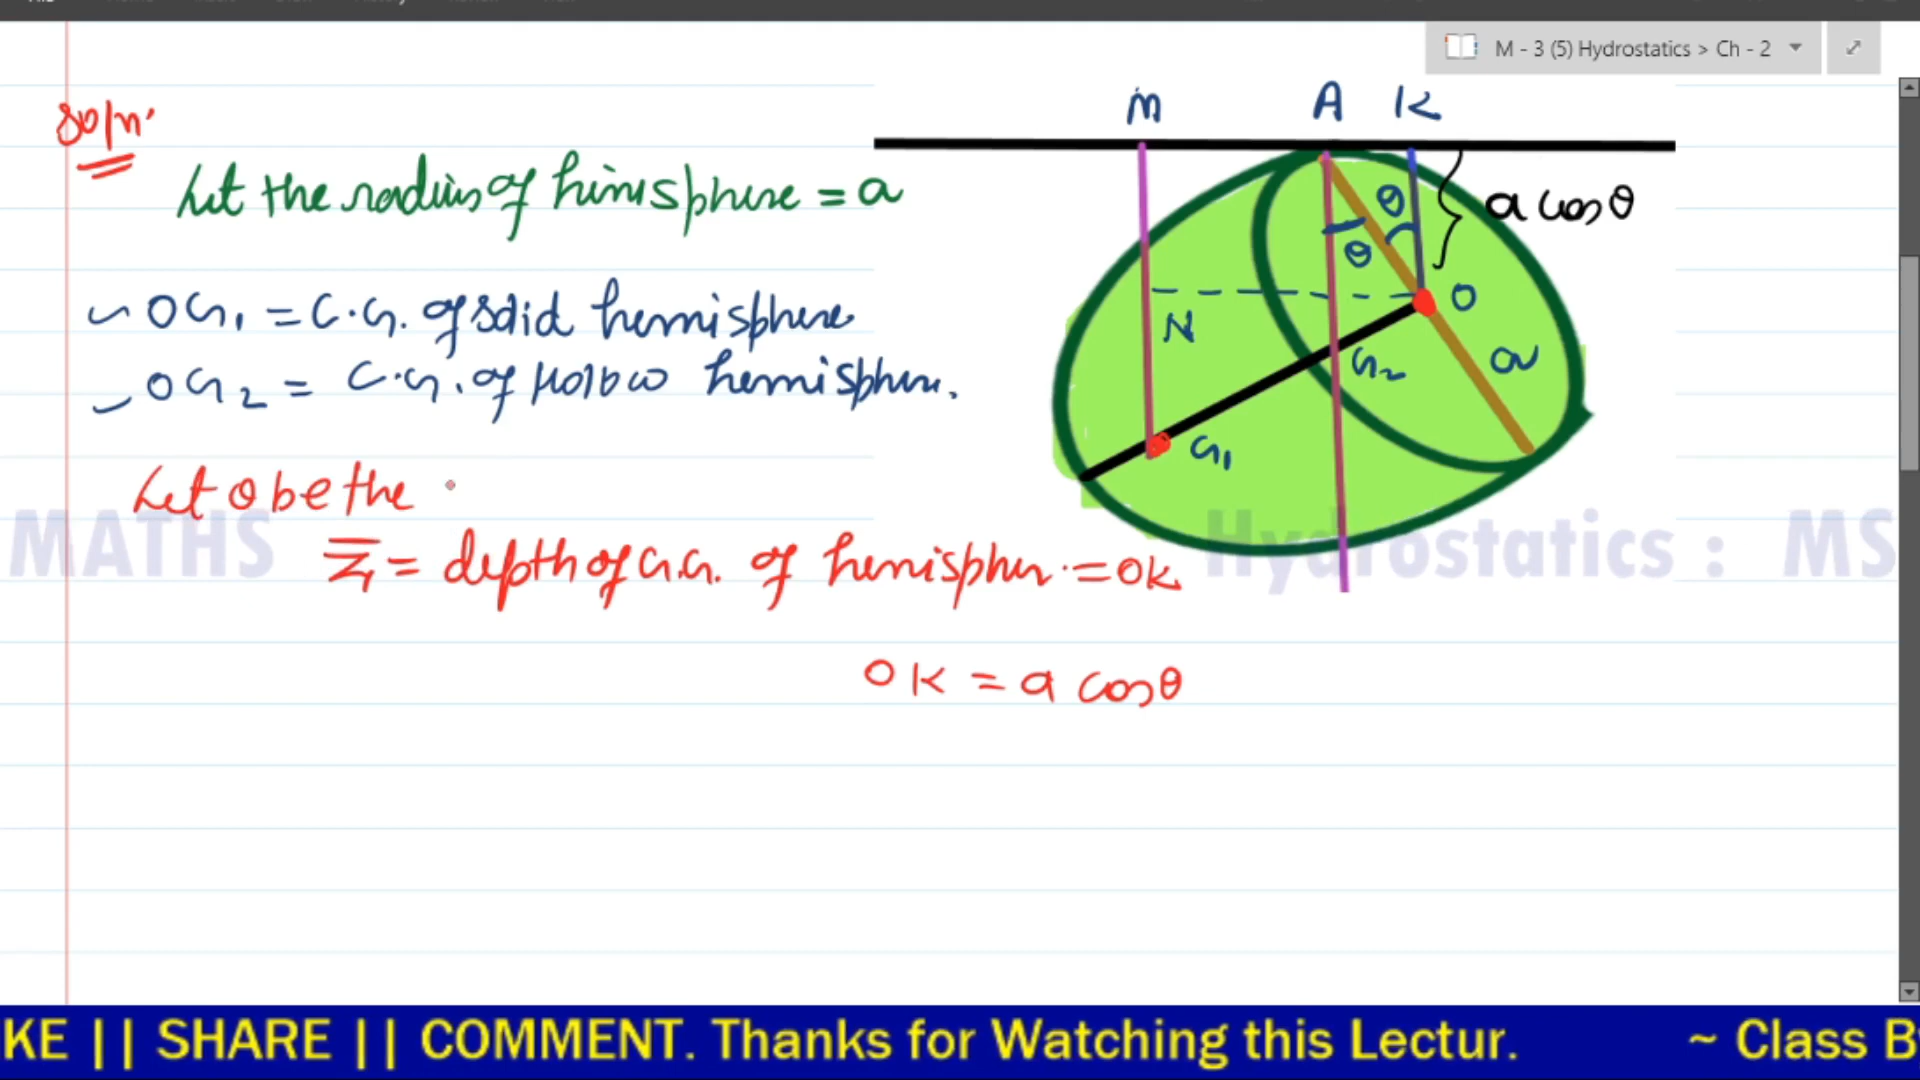 M - 3 (5) Hydrostatics > Ch - 2
Soln.
M A K
Let the radius of himisphere = a
θ θ a cosθ
OG₁ = C.G. of solid hemisphere
N O
OG₂ = C.G. of Hollow hemisphere.
G₂ a
G₁
Let θ be the
MATHS Hydrostatics : MS
z̄₁ = depth of C.G. of hemispher. = OK
OK = a cosθ
KE || SHARE || COMMENT. Thanks for Watching this Lectur. ~ Class B